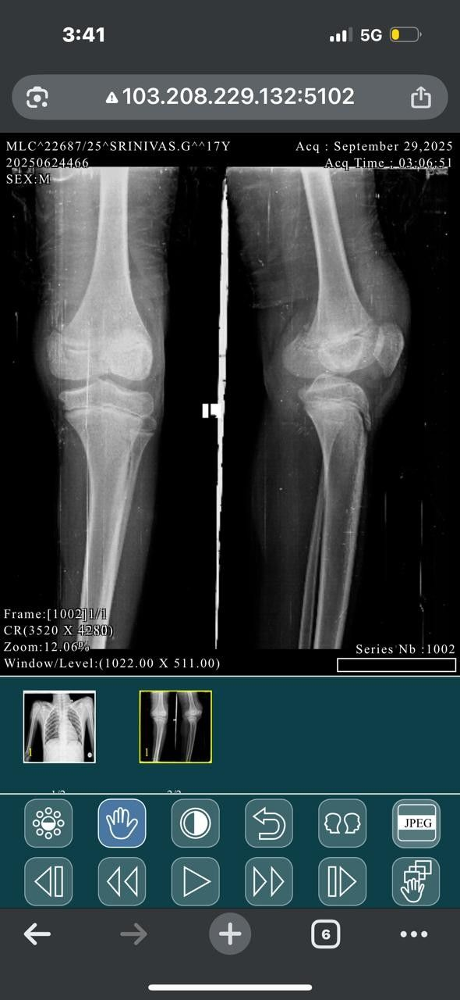 3:41
5G
103.208.229.132:5102
MLC^22687/25^SRINIVAS.G^^17Y
Acq : September 29,2025
20250624466
Acq Time : 03:06:51
SEX:M
Frame:[1002]1/1
CR(3520 X 4280)
Zoom:12.06%
Series Nb :1002
Window/Level:(1022.00 X 511.00)
1
1
JPEG
6